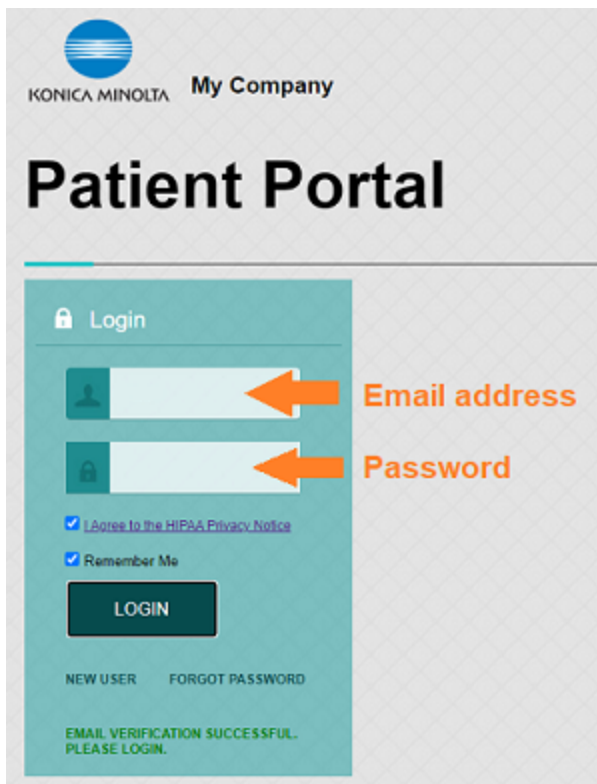 KONICA MINOLTA
My Company
Patient Portal
Login
Email address
Password
I Agree to the HIPAA Privacy Notice
Remember Me
LOGIN
NEW USER FORGOT PASSWORD
EMAIL VERIFICATION SUCCESSFUL.
PLEASE LOGIN.